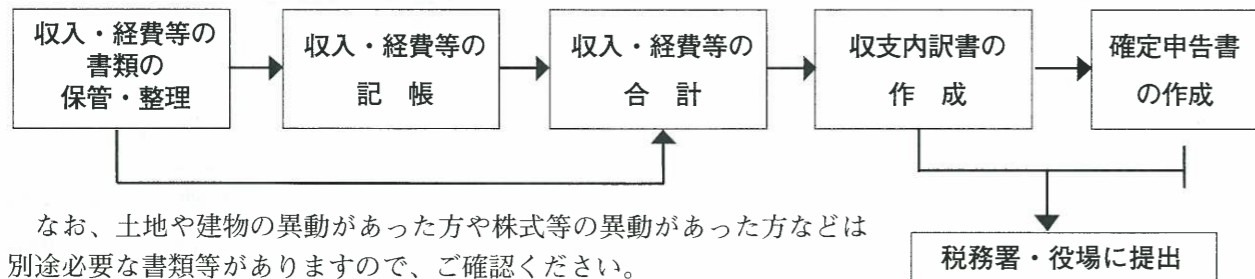 収入・経費等の
書類の
保管・整理
収入・経費等の
記　帳
収入・経費等の
合　計
収支内訳書の
作　成
確定申告書
の作成
なお、土地や建物の異動があった方や株式等の異動があった方などは
別途必要な書類等がありますので、ご確認ください。
税務署・役場に提出